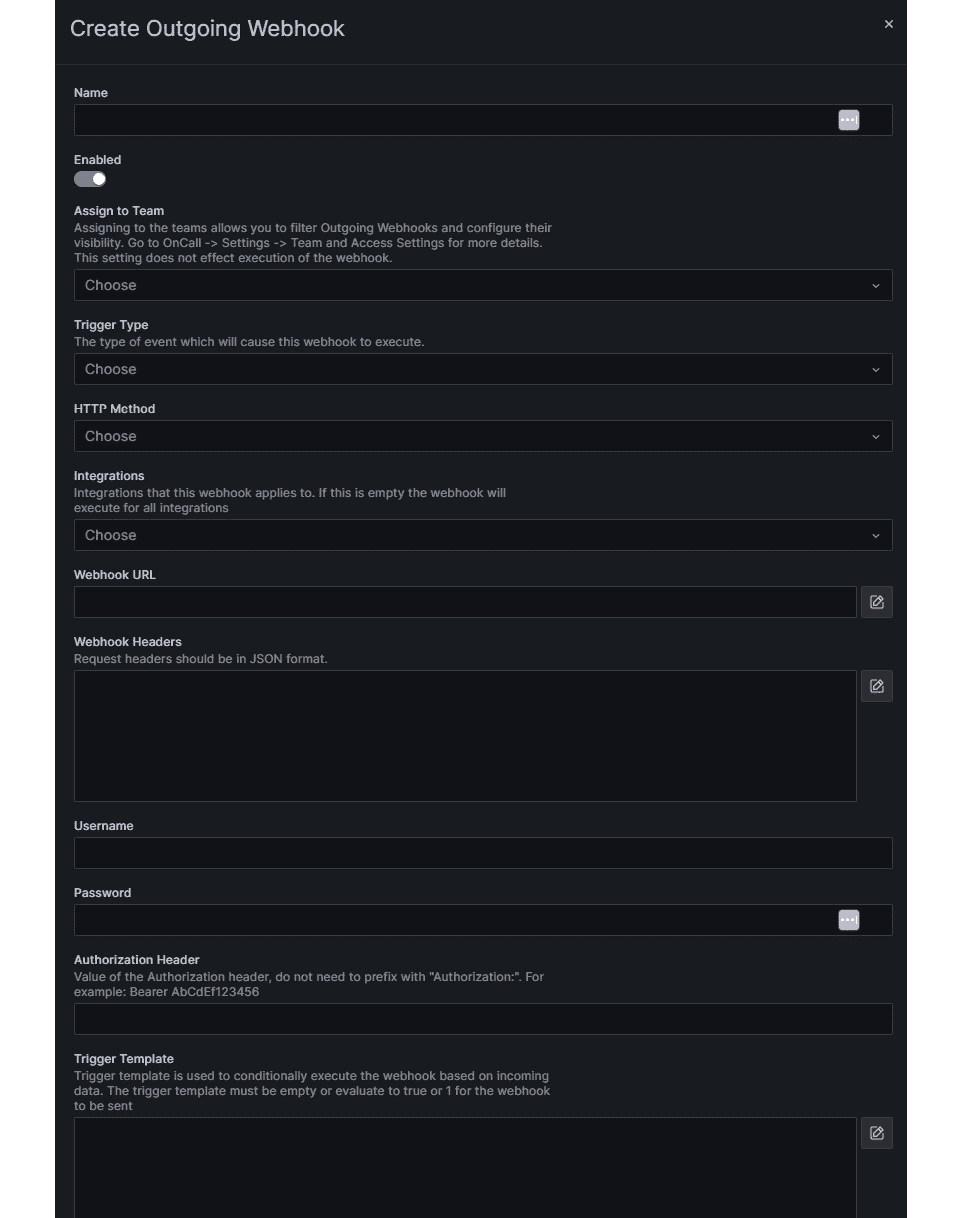 Create Outgoing Webhook
Name
Enabled
Assign to Team
Assigning to the teams allows you to filter Outgoing Webhooks and configure their
visibility. Go to OnCall -> Settings -> Team and Access Settings for more details.
This setting does not effect execution of the webhook.
Choose
Trigger Type
The type of event which will cause this webhook to execute.
Choose
HTTP Method
Choose
Integrations
Integrations that this webhook applies to. If this is empty the webhook will
execute for all integrations
Choose
Webhook URL
Webhook Headers
Request headers should be in JSON format.
Username
Password
Authorization Header
Value of the Authorization header, do not need to prefix with "Authorization:". For
example: Bearer AbCdEf123456
Trigger Template
Trigger template is used to conditionally execute the webhook based on incoming
data. The trigger template must be empty or evaluate to true or 1 for the webhook
to be sent